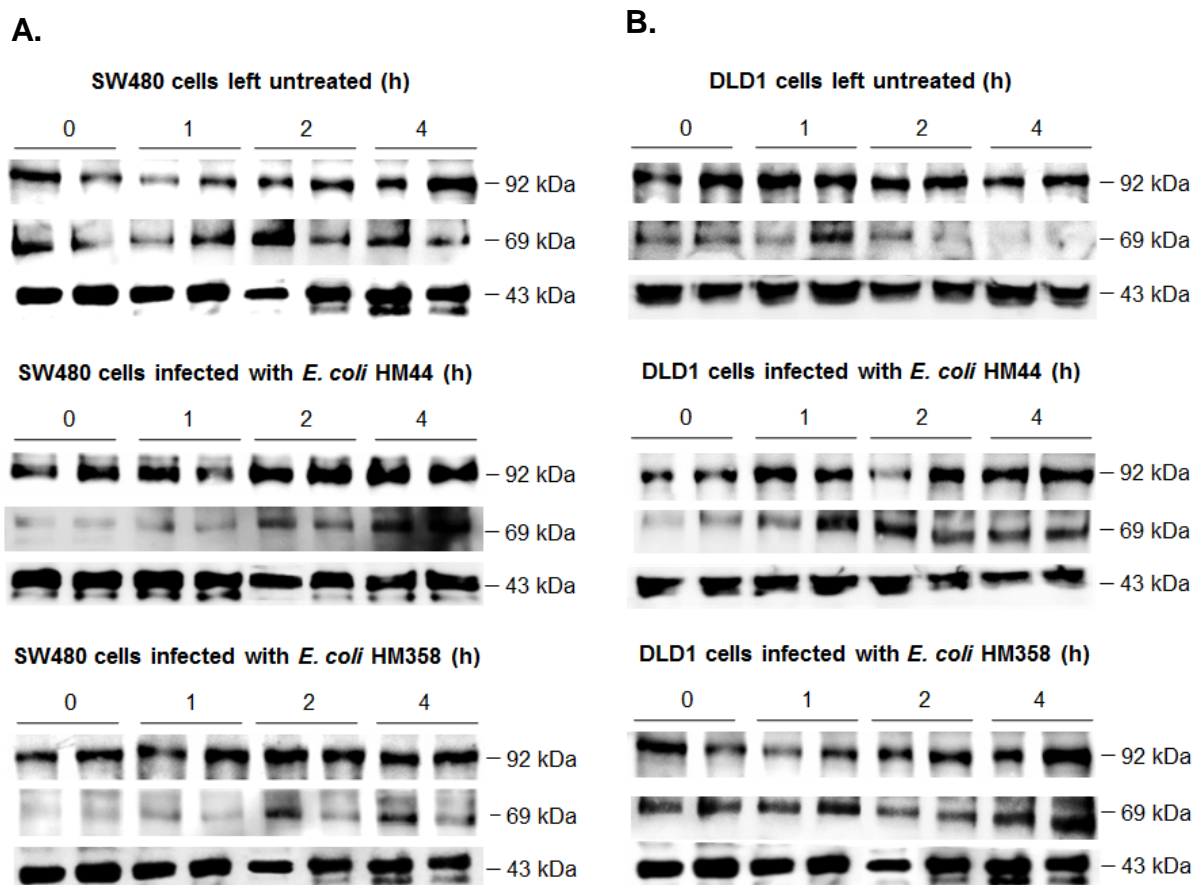 A.
SW480 cells left untreated (h)
0 1 2 4
92 kDa
69 kDa
43 kDa
SW480 cells infected with E. coli HM44 (h)
0 1 2 4
92 kDa
69 kDa
43 kDa
SW480 cells infected with E. coli HM358 (h)
0 1 2 4
92 kDa
69 kDa
43 kDa
B.
DLD1 cells left untreated (h)
0 1 2 4
92 kDa
69 kDa
43 kDa
DLD1 cells infected with E. coli HM44 (h)
0 1 2 4
92 kDa
69 kDa
43 kDa
DLD1 cells infected with E. coli HM358 (h)
0 1 2 4
92 kDa
69 kDa
43 kDa